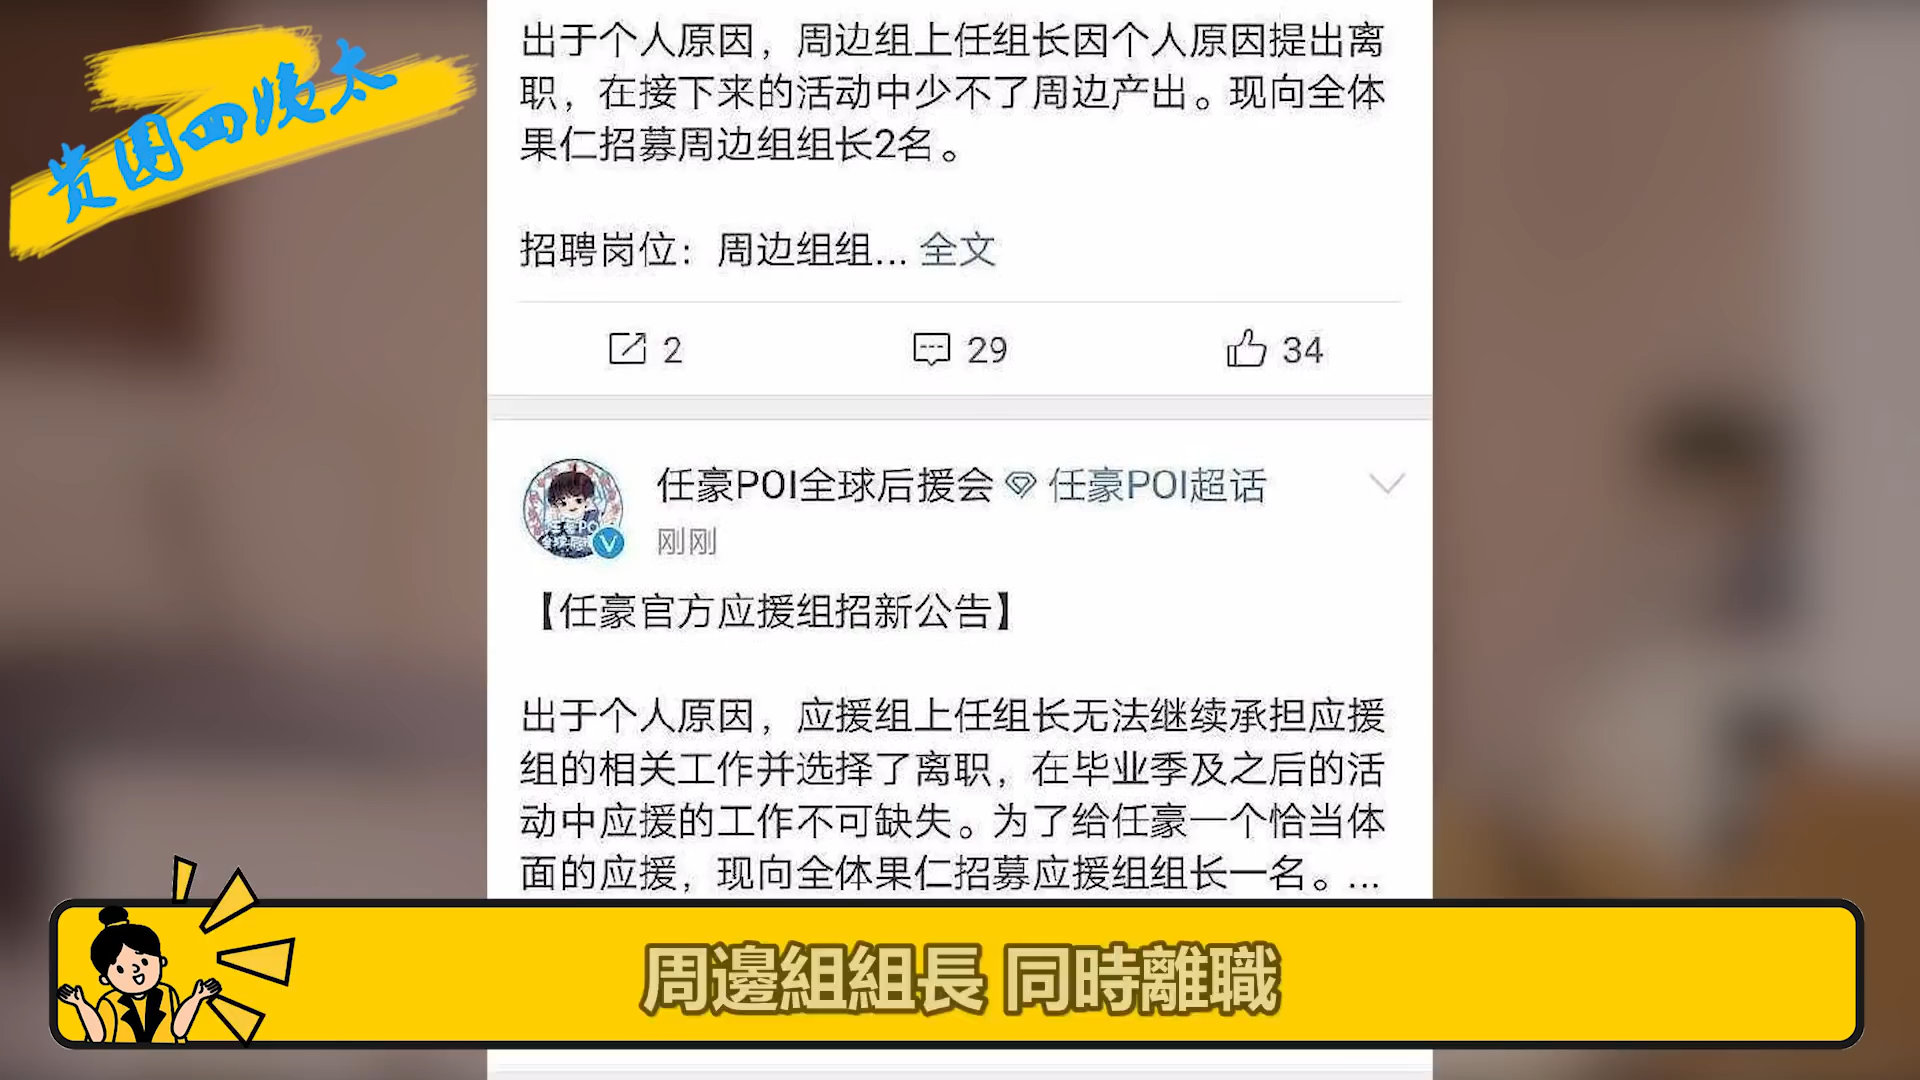 贵圈四姨太
出于个人原因，周边组上任组长因个人原因提出离
职，在接下来的活动中少不了周边产出。现向全体
果仁招募周边组组长2名。
招聘岗位：周边组组... 全文
2
29
34
任豪POI全球后援会 任豪POI超话
刚刚
【任豪官方应援组招新公告】
出于个人原因，应援组上任组长无法继续承担应援
组的相关工作并选择了离职，在毕业季及之后的活
动中应援的工作不可缺失。为了给任豪一个恰当体
面的应援，现向全体果仁招募应援组组长一名。...
周邊組組長 同時離職